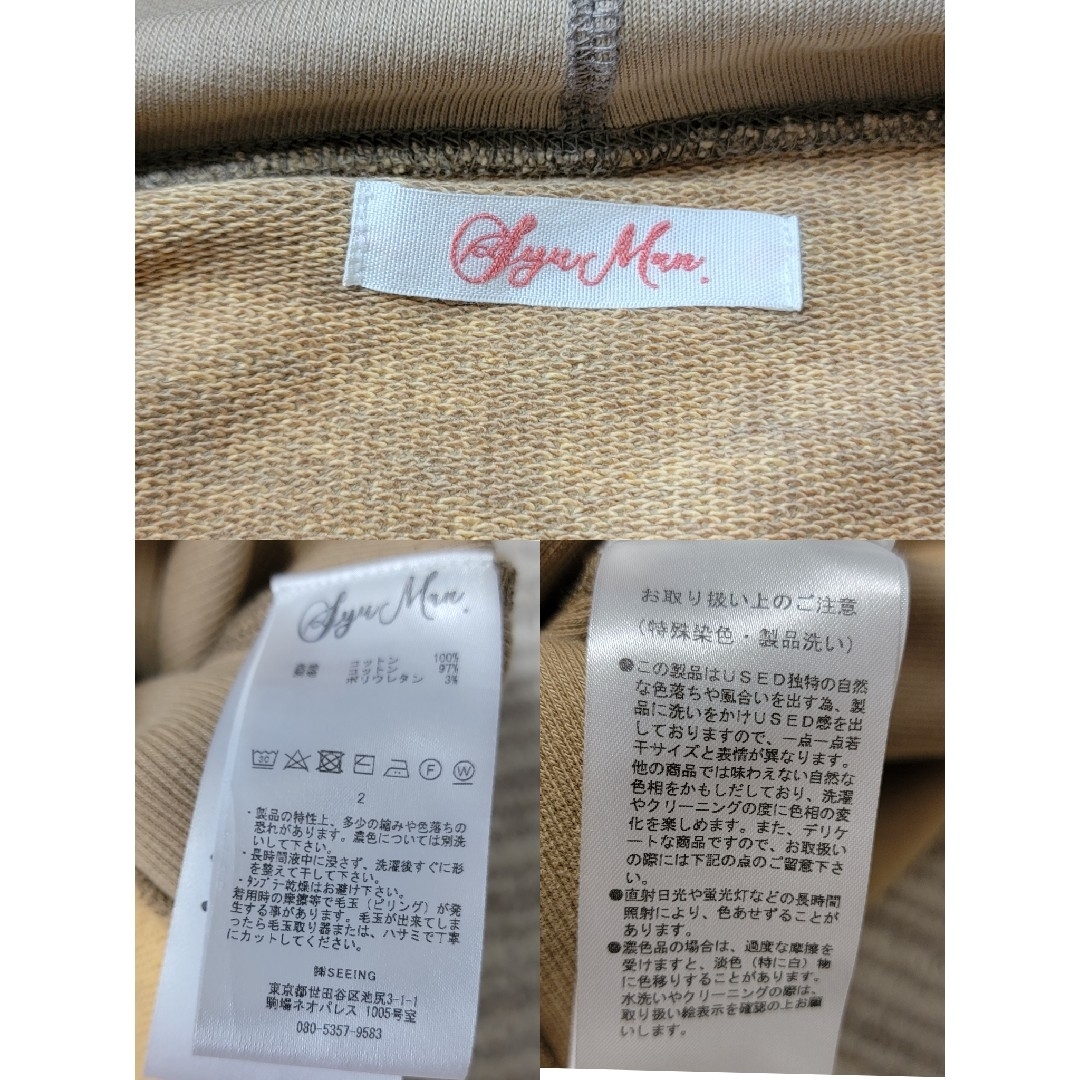 Syu Man.
Syu Man.
コットン 100%
コットン 97%
ポリウレタン 3%
30
F
W
2
・製品の特性上、多少の縮みや色落ちの
恐れがあります。濃色については別洗
いして下さい。
・長時間液中に浸さず、洗濯後すぐに形
を整えて干して下さい。
・タンブラー乾燥はお避け下さい。
着用時の摩擦等で毛玉（ピリング）が発
生する事があります。毛玉が出来てしま
ったら毛玉取り器または、ハサミで丁寧
にカットしてください。
㈱SEEING
東京都世田谷区池尻3-1-1
駒場ネオパレス 1005号室
080-5357-9583
お取り扱い上のご注意
（特殊染色・製品洗い）
●この製品はUSED独特の自然
な色落ちや風合いを出す為、製
品に洗いをかけUSED感を出
しておりますので、一点一点若
干サイズと表情が異なります。
他の商品では味わえない自然な
色相をかもしだしており、洗濯
やクリーニングの度に色相の変
化を楽しめます。また、デリケ
ートな商品ですので、お取扱い
の際には下記の点のご留意下さ
い。
●直射日光や蛍光灯などの長時間
照射により、色あせずることが
あります。
●濃色品の場合は、過度な摩擦を
受けますと、淡色（特に白）物
に色移りすることがあります。
水洗いやクリーニングの際は、
取り扱い絵表示を確認の上お願
いします。